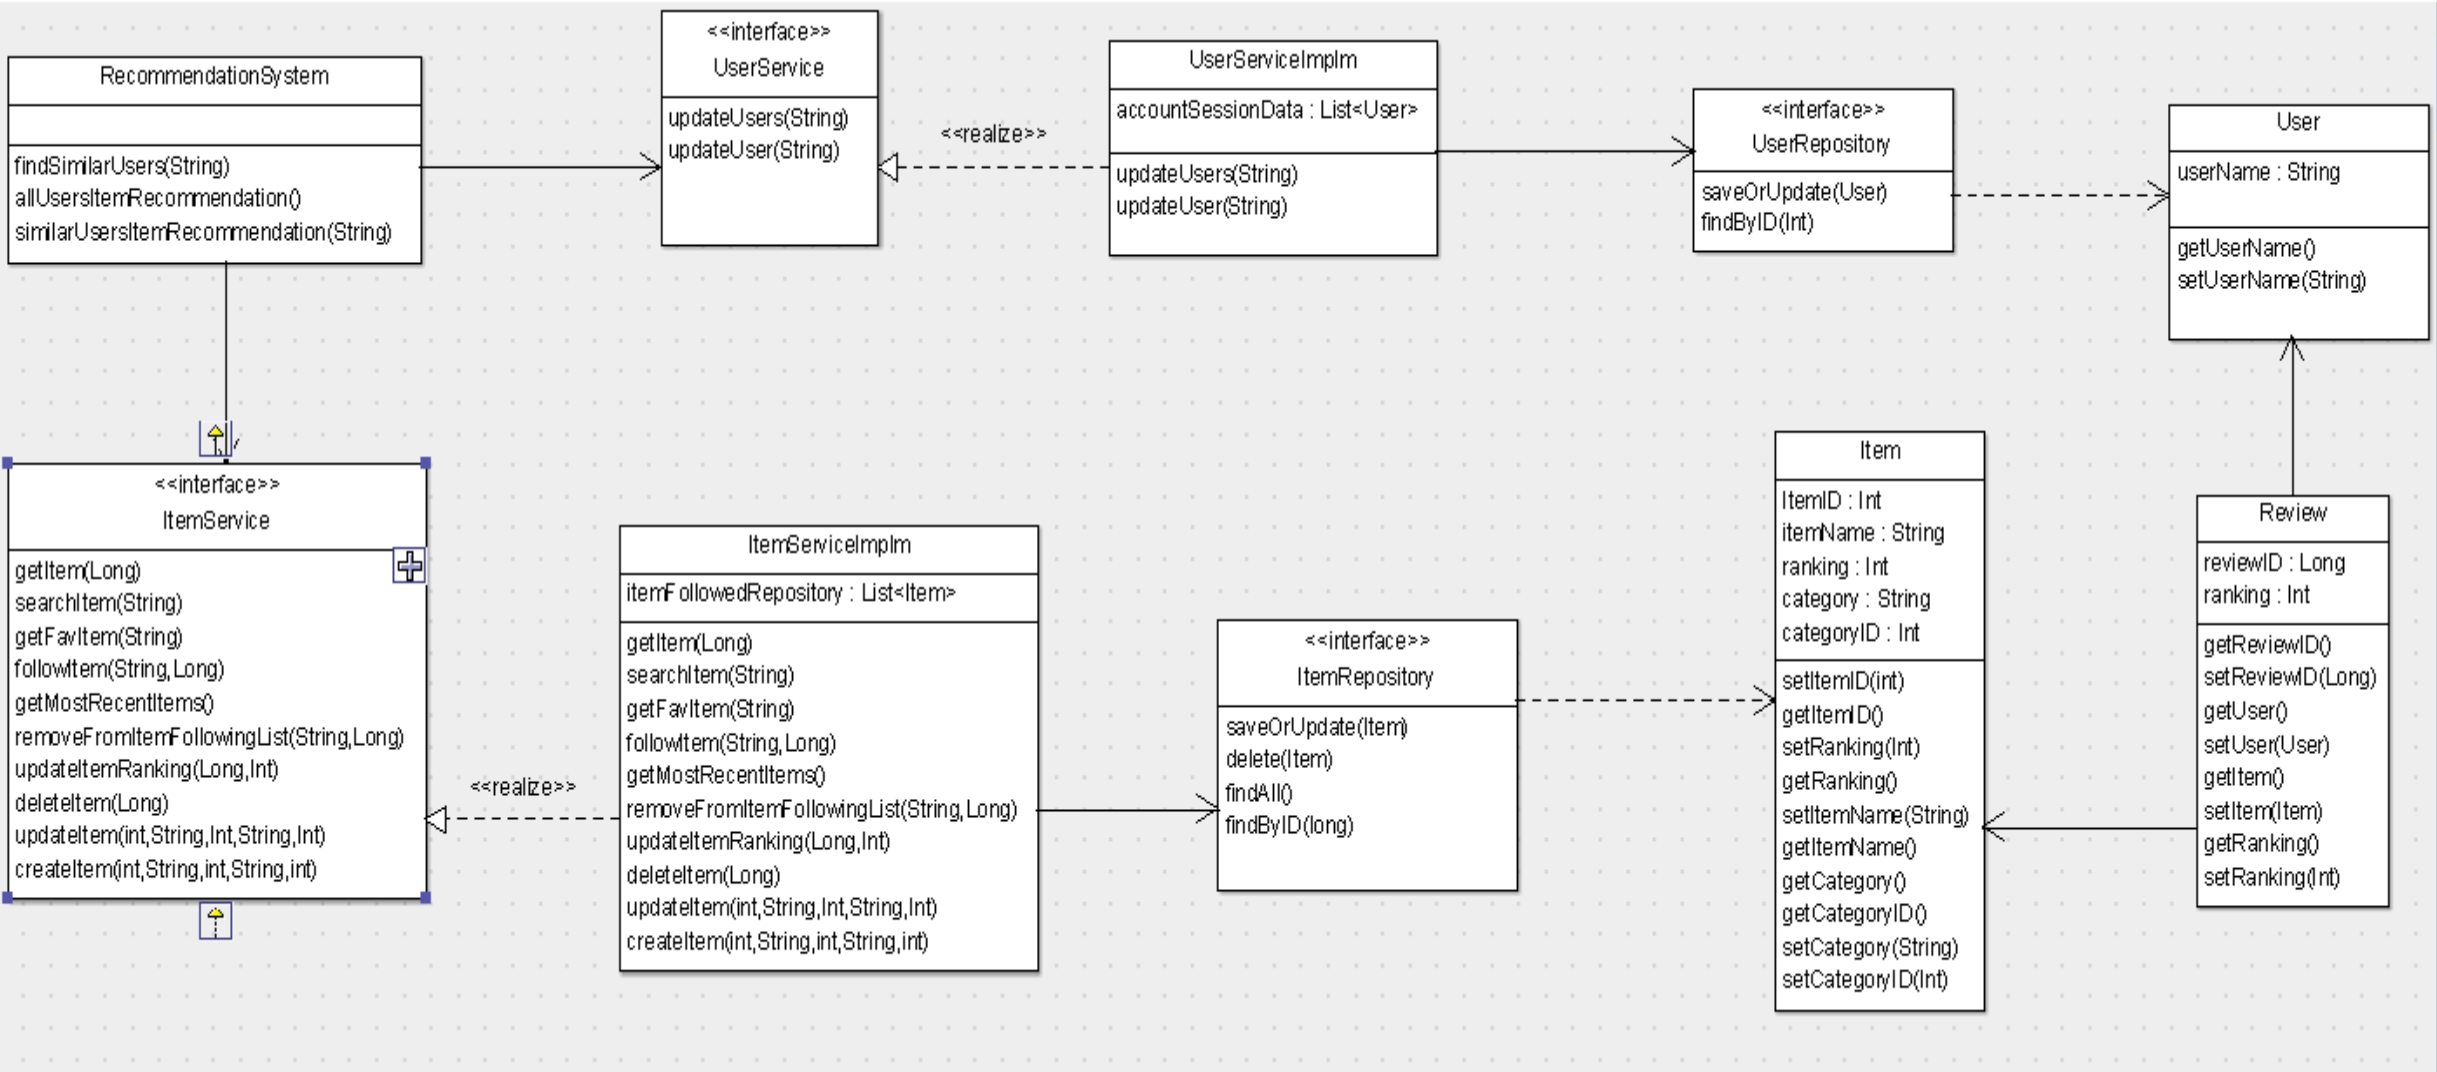 RecommendationSystem
findSimilarUsers(String)
allUsersItemRecommendation()
similarUsersItemRecommendation(String)
<<interface>>
UserService
updateUsers(String)
updateUser(String)
<<realize>>
UserServiceImplm
accountSessionData : List<User>
updateUsers(String)
updateUser(String)
<<interface>>
UserRepository
saveOrUpdate(User)
findByID(Int)
User
userName : String
getUserName()
setUserName(String)
<<interface>>
ItemService
getItem(Long)
searchItem(String)
getFavItem(String)
followItem(String,Long)
getMostRecentItems()
removeFromItemFollowingList(String,Long)
updateItemRanking(Long,Int)
deleteItem(Long)
updateItem(int,String,Int,String,Int)
createItem(int,String,int,String,int)
<<realize>>
ItemServiceImplm
itemFollowedRepository : List<Item>
getItem(Long)
searchItem(String)
getFavItem(String)
followItem(String,Long)
getMostRecentItems()
removeFromItemFollowingList(String,Long)
updateItemRanking(Long,Int)
deleteItem(Long)
updateItem(int,String,Int,String,Int)
createItem(int,String,int,String,int)
<<interface>>
ItemRepository
saveOrUpdate(Item)
delete(Item)
findAll()
findByID(long)
Item
ItemID : Int
itemName : String
ranking : Int
category : String
categoryID : Int
setItemID(int)
getItemID()
setRanking(Int)
getRanking()
setItemName(String)
getItemName()
getCategory()
getCategoryID()
setCategory(String)
setCategoryID(Int)
Review
reviewID : Long
ranking : Int
getReviewID()
setReviewID(Long)
getUser()
setUser(User)
getItem()
setItem(Item)
getRanking()
setRanking(Int)